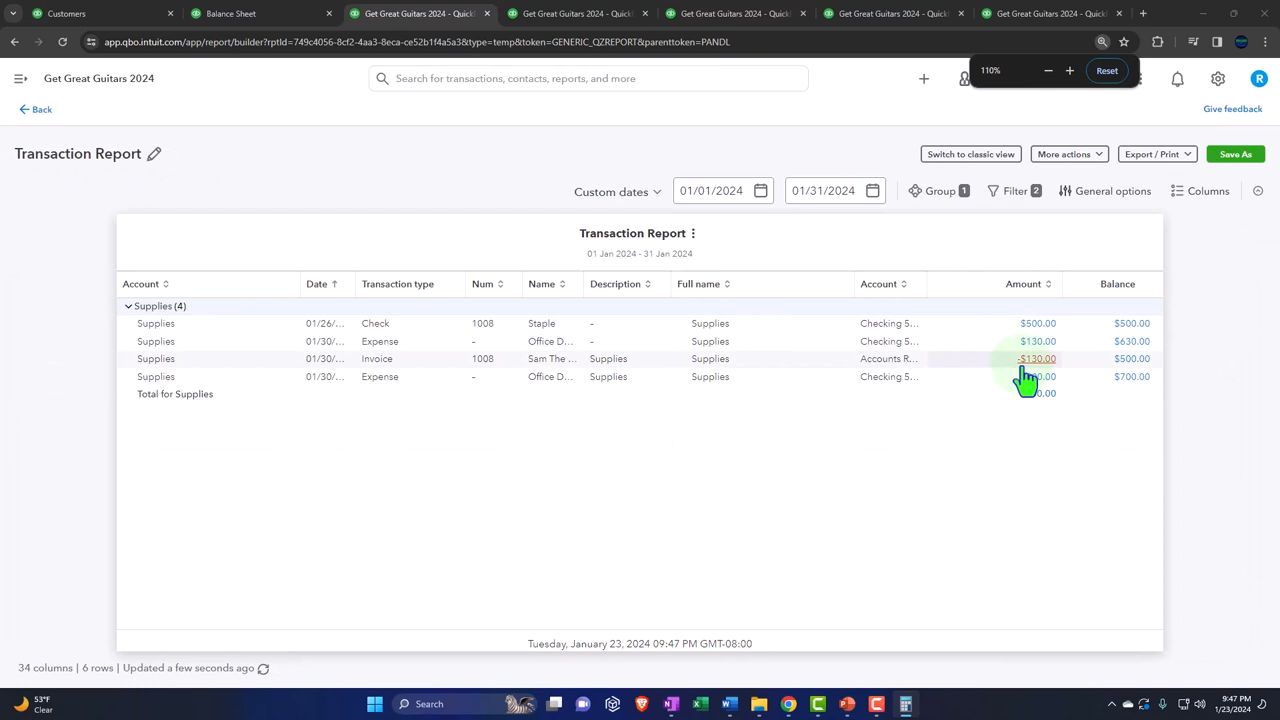 Customers
Balance Sheet
Get Great Guitars 2024 - Quick
Get Great Guitars 2024 - Quick
Get Great Guitars 2024 - Quick
Get Great Guitars 2024 - Quick
Get Great Guitars 2024 - Quick
app.qbo.intuit.com/app/report/builder?rptId=749c4056-8cf2-4aa3-8eca-ce52b1f4a5a3&type=temp&token=GENERIC_QZREPORT&parenttoken=PANDL
110% Reset
Get Great Guitars 2024
Search for transactions, contacts, reports, and more
R
Back
Give feedback
Transaction Report
Switch to classic view
More actions
Export / Print
Save As
Custom dates
01/01/2024
01/31/2024
Group 1
Filter 2
General options
Columns
Transaction Report
01 Jan 2024 - 31 Jan 2024
Account Date Transaction type Num Name Description Full name Account Amount Balance
Supplies (4)
Supplies 01/26/... Check 1008 Staple – Supplies Checking 5... $500.00 $500.00
Supplies 01/30/... Expense – Office D... – Supplies Checking 5... $130.00 $630.00
Supplies 01/30/... Invoice 1008 Sam The ... Supplies Supplies Accounts R... -$130.00 $500.00
Supplies 01/30/... Expense – Office D... Supplies Supplies Checking 5... $700.00
Total for Supplies
Tuesday, January 23, 2024 09:47 PM GMT-08:00
34 columns | 6 rows | Updated a few seconds ago
53°F
Clear
Search
9:47 PM
1/23/2024